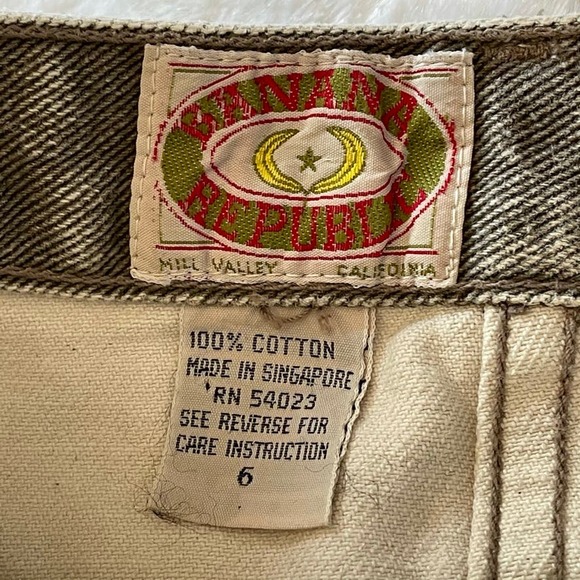 BANANA
REPUBLIC
MILL VALLEY CALIFORNIA
100% COTTON
MADE IN SINGAPORE
RN 54023
SEE REVERSE FOR
CARE INSTRUCTION
6